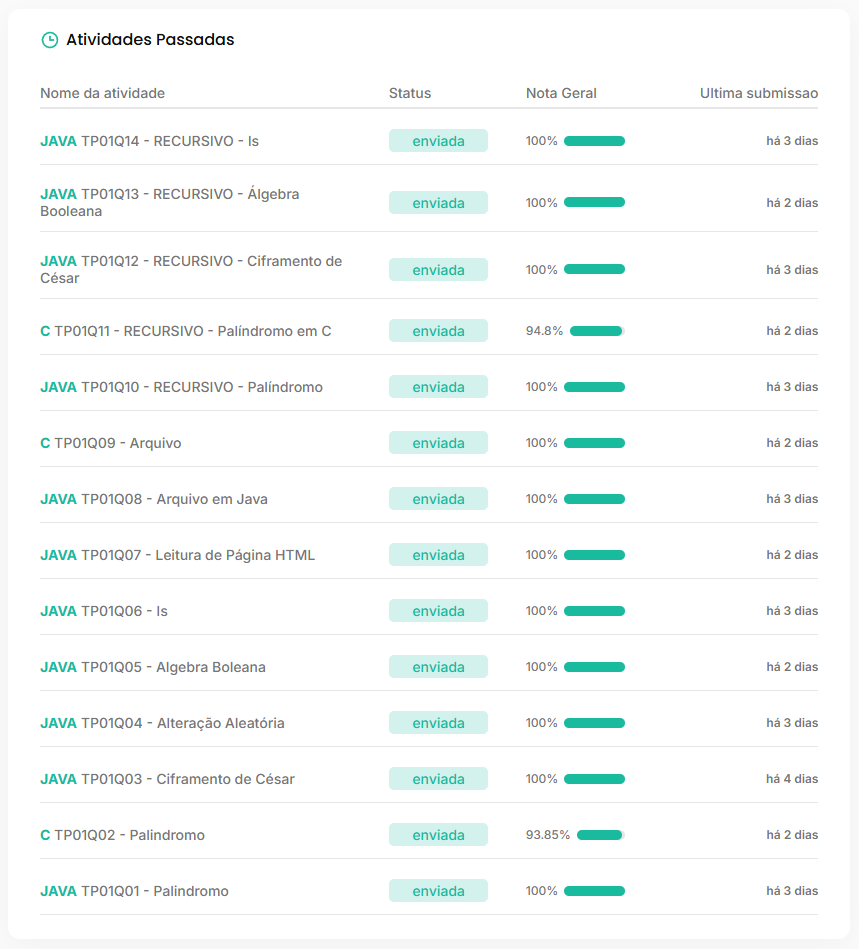 Atividades Passadas
Nome da atividade Status Nota Geral Ultima submissao
JAVA TP01Q14 - RECURSIVO - Is enviada 100% há 3 dias
JAVA TP01Q13 - RECURSIVO - Álgebra
Booleana enviada 100% há 2 dias
JAVA TP01Q12 - RECURSIVO - Ciframento de
César enviada 100% há 3 dias
C TP01Q11 - RECURSIVO - Palíndromo em C enviada 94.8% há 2 dias
JAVA TP01Q10 - RECURSIVO - Palíndromo enviada 100% há 3 dias
C TP01Q09 - Arquivo enviada 100% há 2 dias
JAVA TP01Q08 - Arquivo em Java enviada 100% há 3 dias
JAVA TP01Q07 - Leitura de Página HTML enviada 100% há 2 dias
JAVA TP01Q06 - Is enviada 100% há 3 dias
JAVA TP01Q05 - Algebra Boleana enviada 100% há 2 dias
JAVA TP01Q04 - Alteração Aleatória enviada 100% há 3 dias
JAVA TP01Q03 - Ciframento de César enviada 100% há 4 dias
C TP01Q02 - Palindromo enviada 93.85% há 2 dias
JAVA TP01Q01 - Palindromo enviada 100% há 3 dias